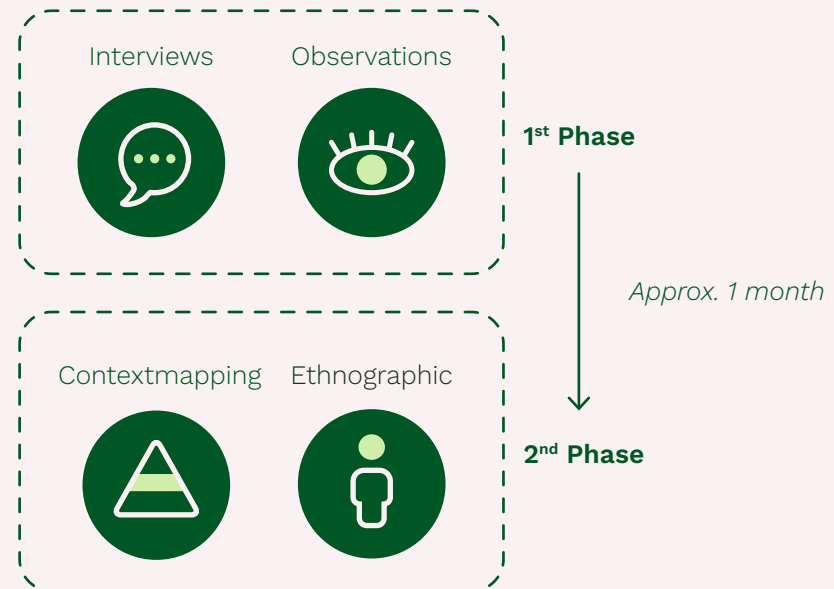 Interviews
Observations
1st Phase
Approx. 1 month
Contextmapping
Ethnographic
2nd Phase